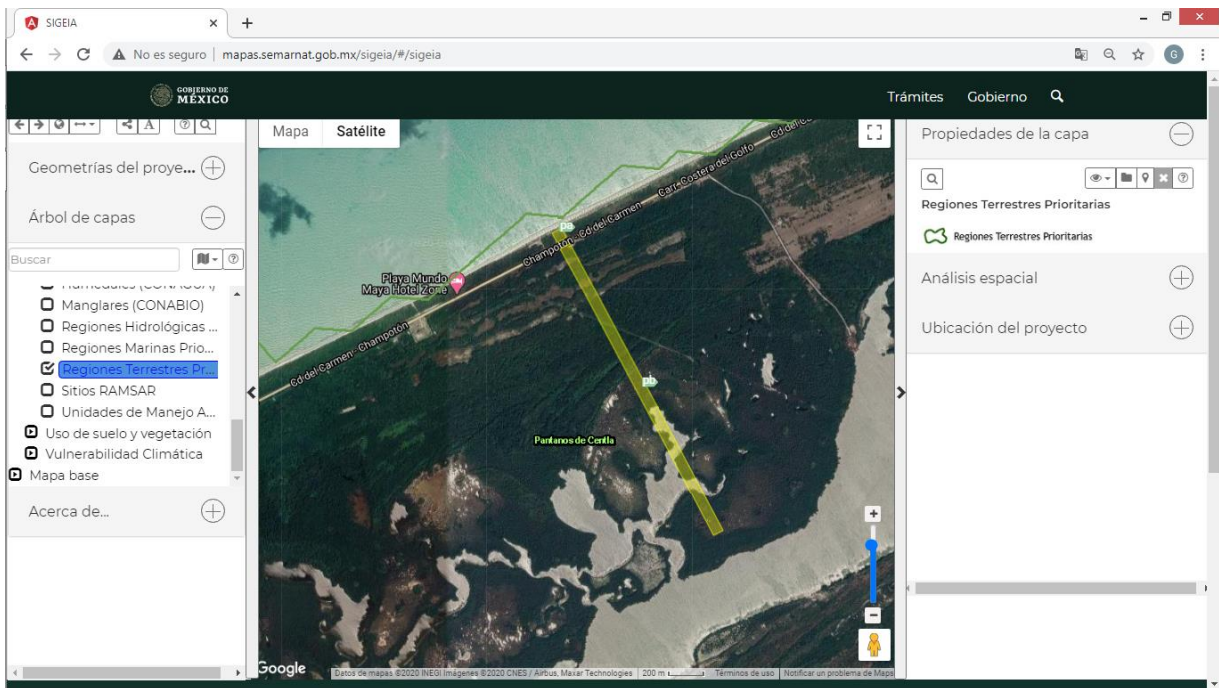 SIGEIA
No es seguro | mapas.semarnat.gob.mx/sigeia/#/sigeia
G
GOBIERNO DE
MÉXICO
Trámites
Gobierno
A
Geometrías del proye...
Árbol de capas
Buscar
Humedales (CONAGUA)
Manglares (CONABIO)
Regiones Hidrológicas ...
Regiones Marinas Prio...
Regiones Terrestres Pr...
Sitios RAMSAR
Unidades de Manejo A...
Uso de suelo y vegetación
Vulnerabilidad Climática
Mapa base
Acerca de...
Mapa
Satélite
Carr. Costera del Golfo
Champotón - Cd del Carmen
pa
Playa Mundo
Maya Hotel Zone
Cd del Carmen - Champotón
pb
Pantanos de Centla
Google
Datos de mapas ©2020 INEGI Imágenes ©2020 CNES / Airbus, Maxar Technologies
200 m
Términos de uso
Notificar un problema de Maps
Propiedades de la capa
Regiones Terrestres Prioritarias
Regiones Terrestres Prioritarias
Análisis espacial
Ubicación del proyecto